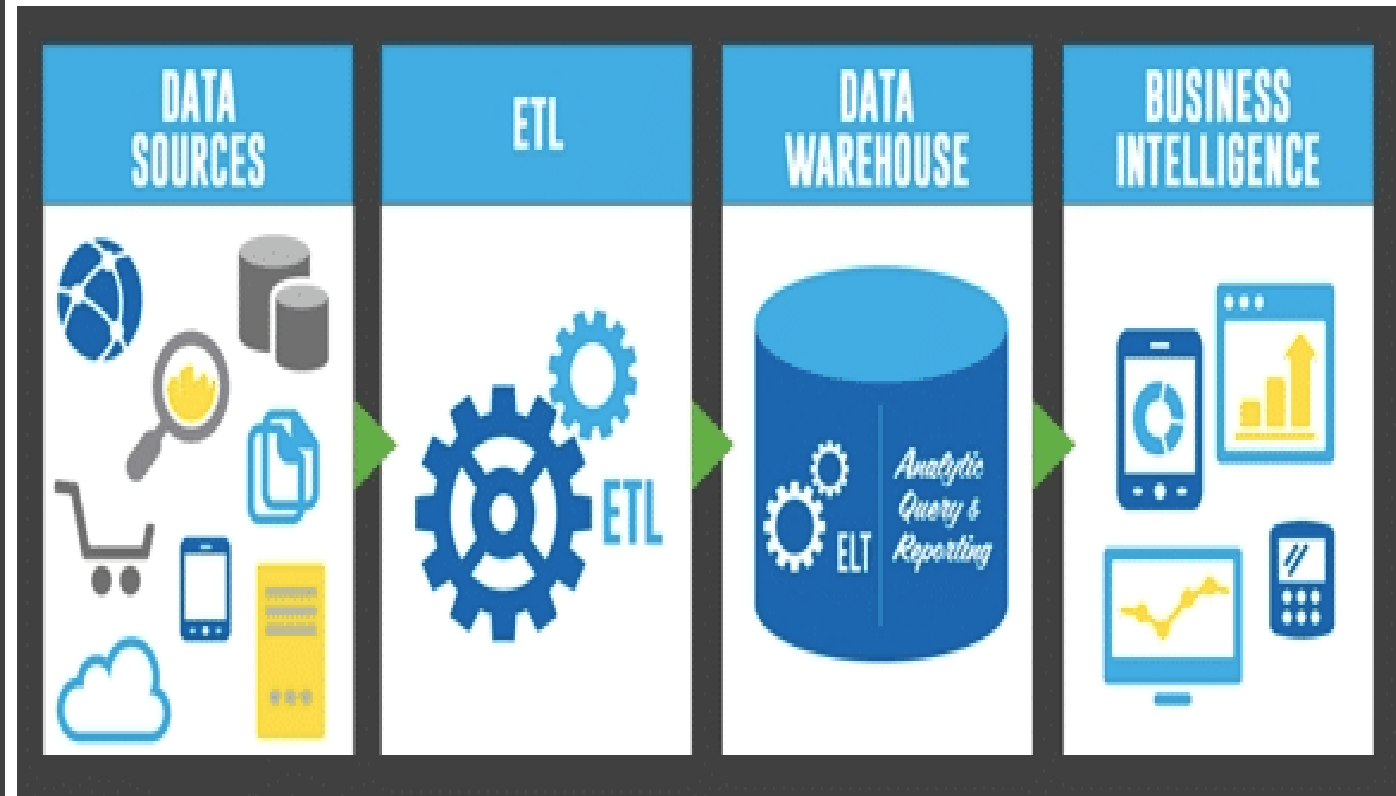 DATA
SOURCES
ETL
DATA
WAREHOUSE
BUSINESS
INTELLIGENCE
ETL
ELT
Analytic
Query &
Reporting